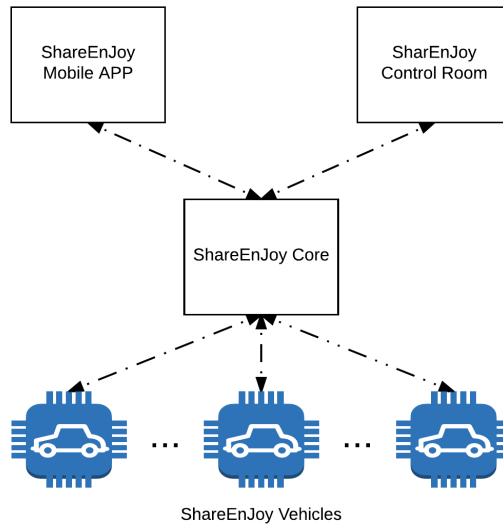 ShareEnJoy
Mobile APP
SharEnJoy
Control Room
ShareEnJoy Core
... ...
ShareEnJoy Vehicles